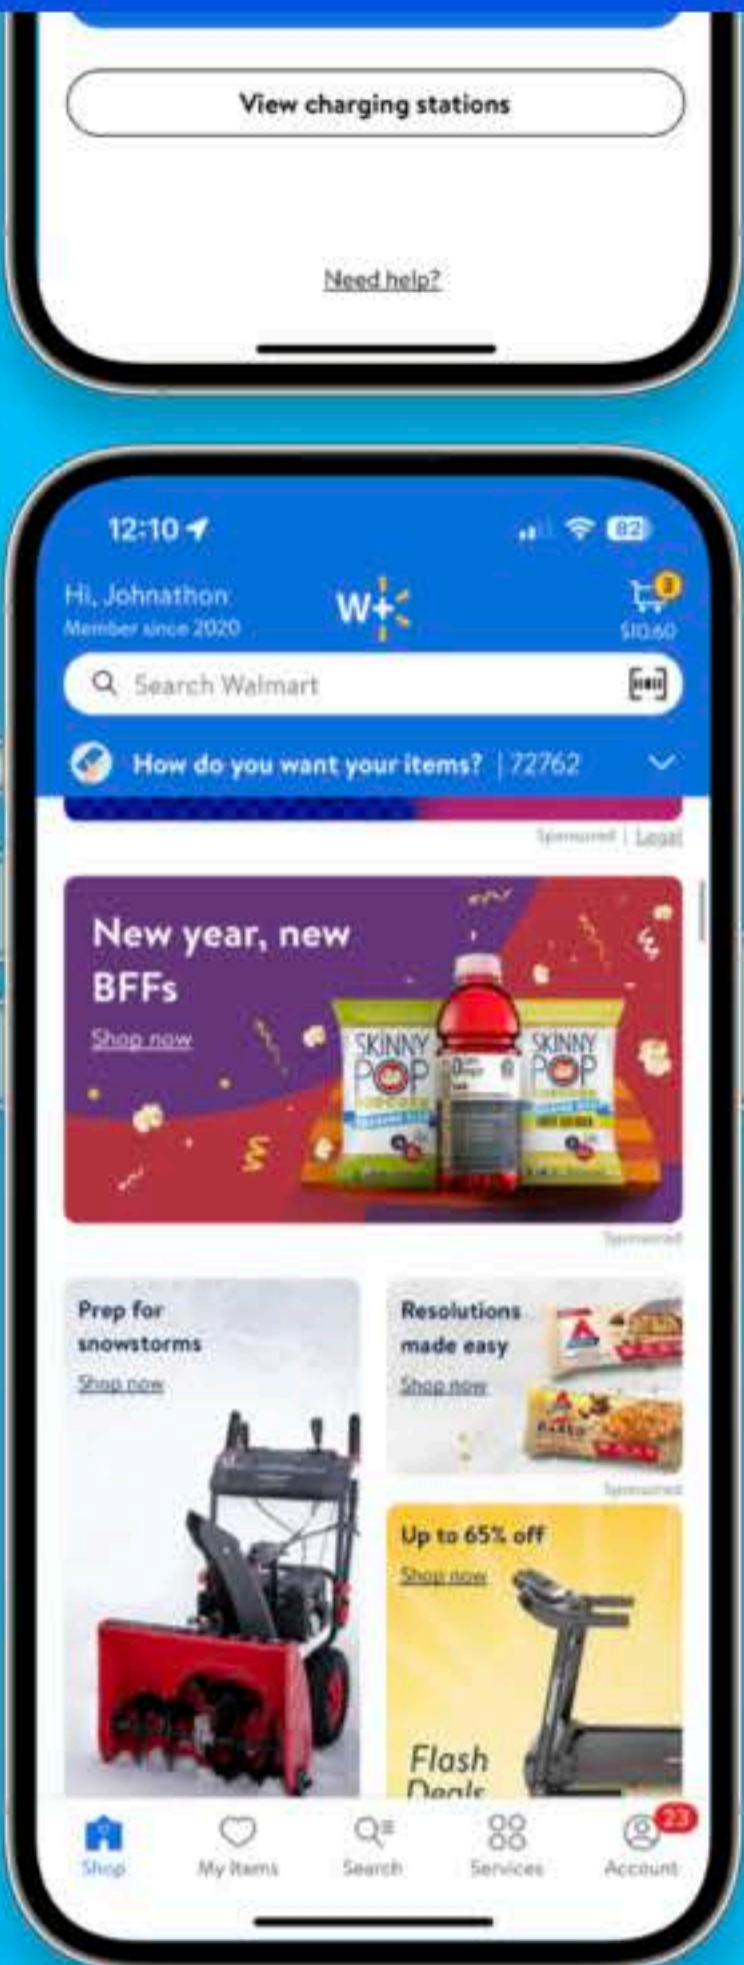 View charging stations
Need help?
12:10
82
Hi, Johnathon
Member since 2020
W+
3
$10.60
Search Walmart
How do you want your items? | 72762
Sponsored | Legal
New year, new
BFFs
Shop now
SKINNY
POP
SKINNY
POP
Sponsored
Prep for
snowstorms
Shop now
Resolutions
made easy
Shop now
Sponsored
Up to 65% off
Shop now
Flash
Deals
Shop
My Items
Search
Services
Account
23